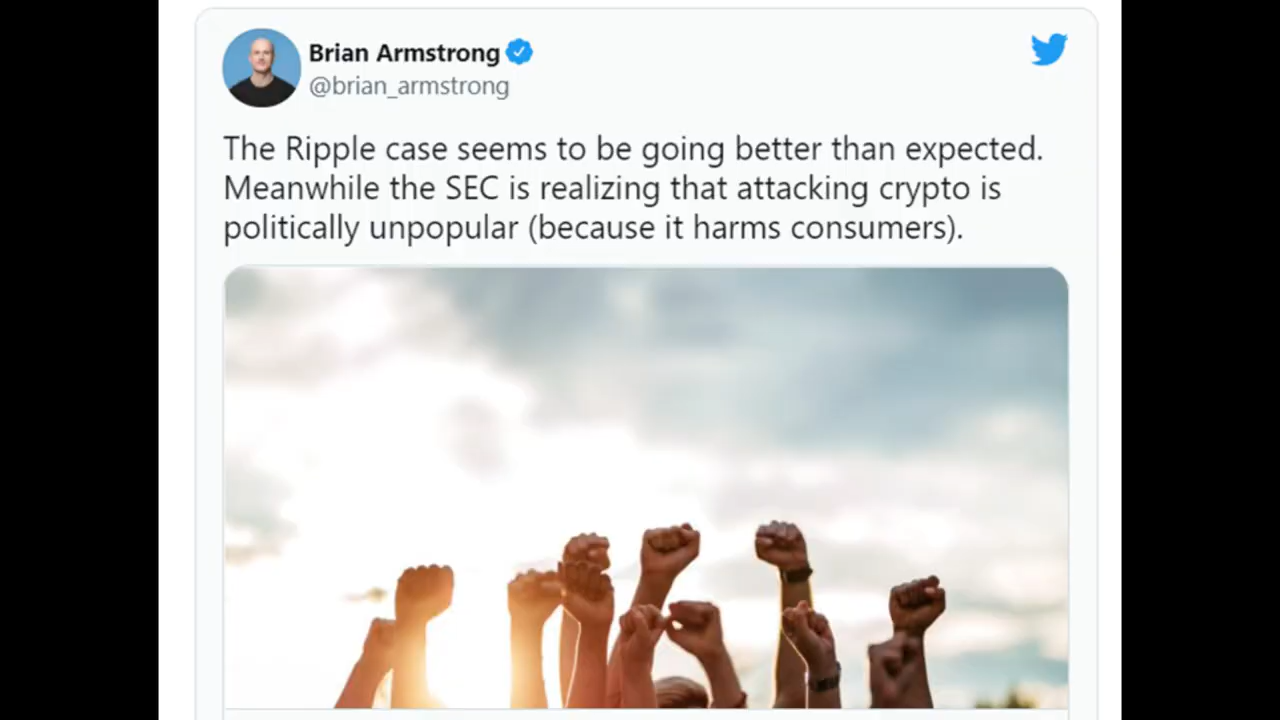 Brian Armstrong
@brian_armstrong
The Ripple case seems to be going better than expected.
Meanwhile the SEC is realizing that attacking crypto is
politically unpopular (because it harms consumers).